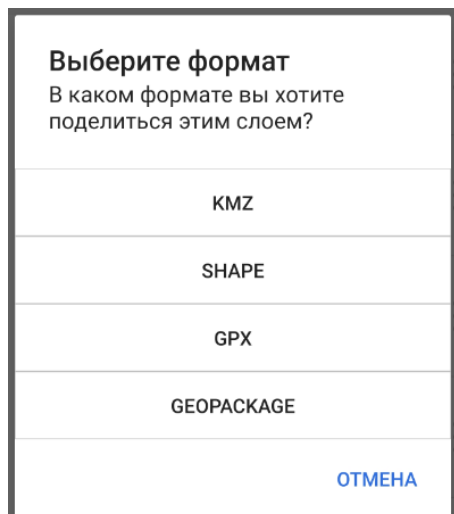 Выберите формат
В каком формате вы хотите
поделиться этим слоем?
KMZ
SHAPE
GPX
GEOPACKAGE
ОТМЕНА